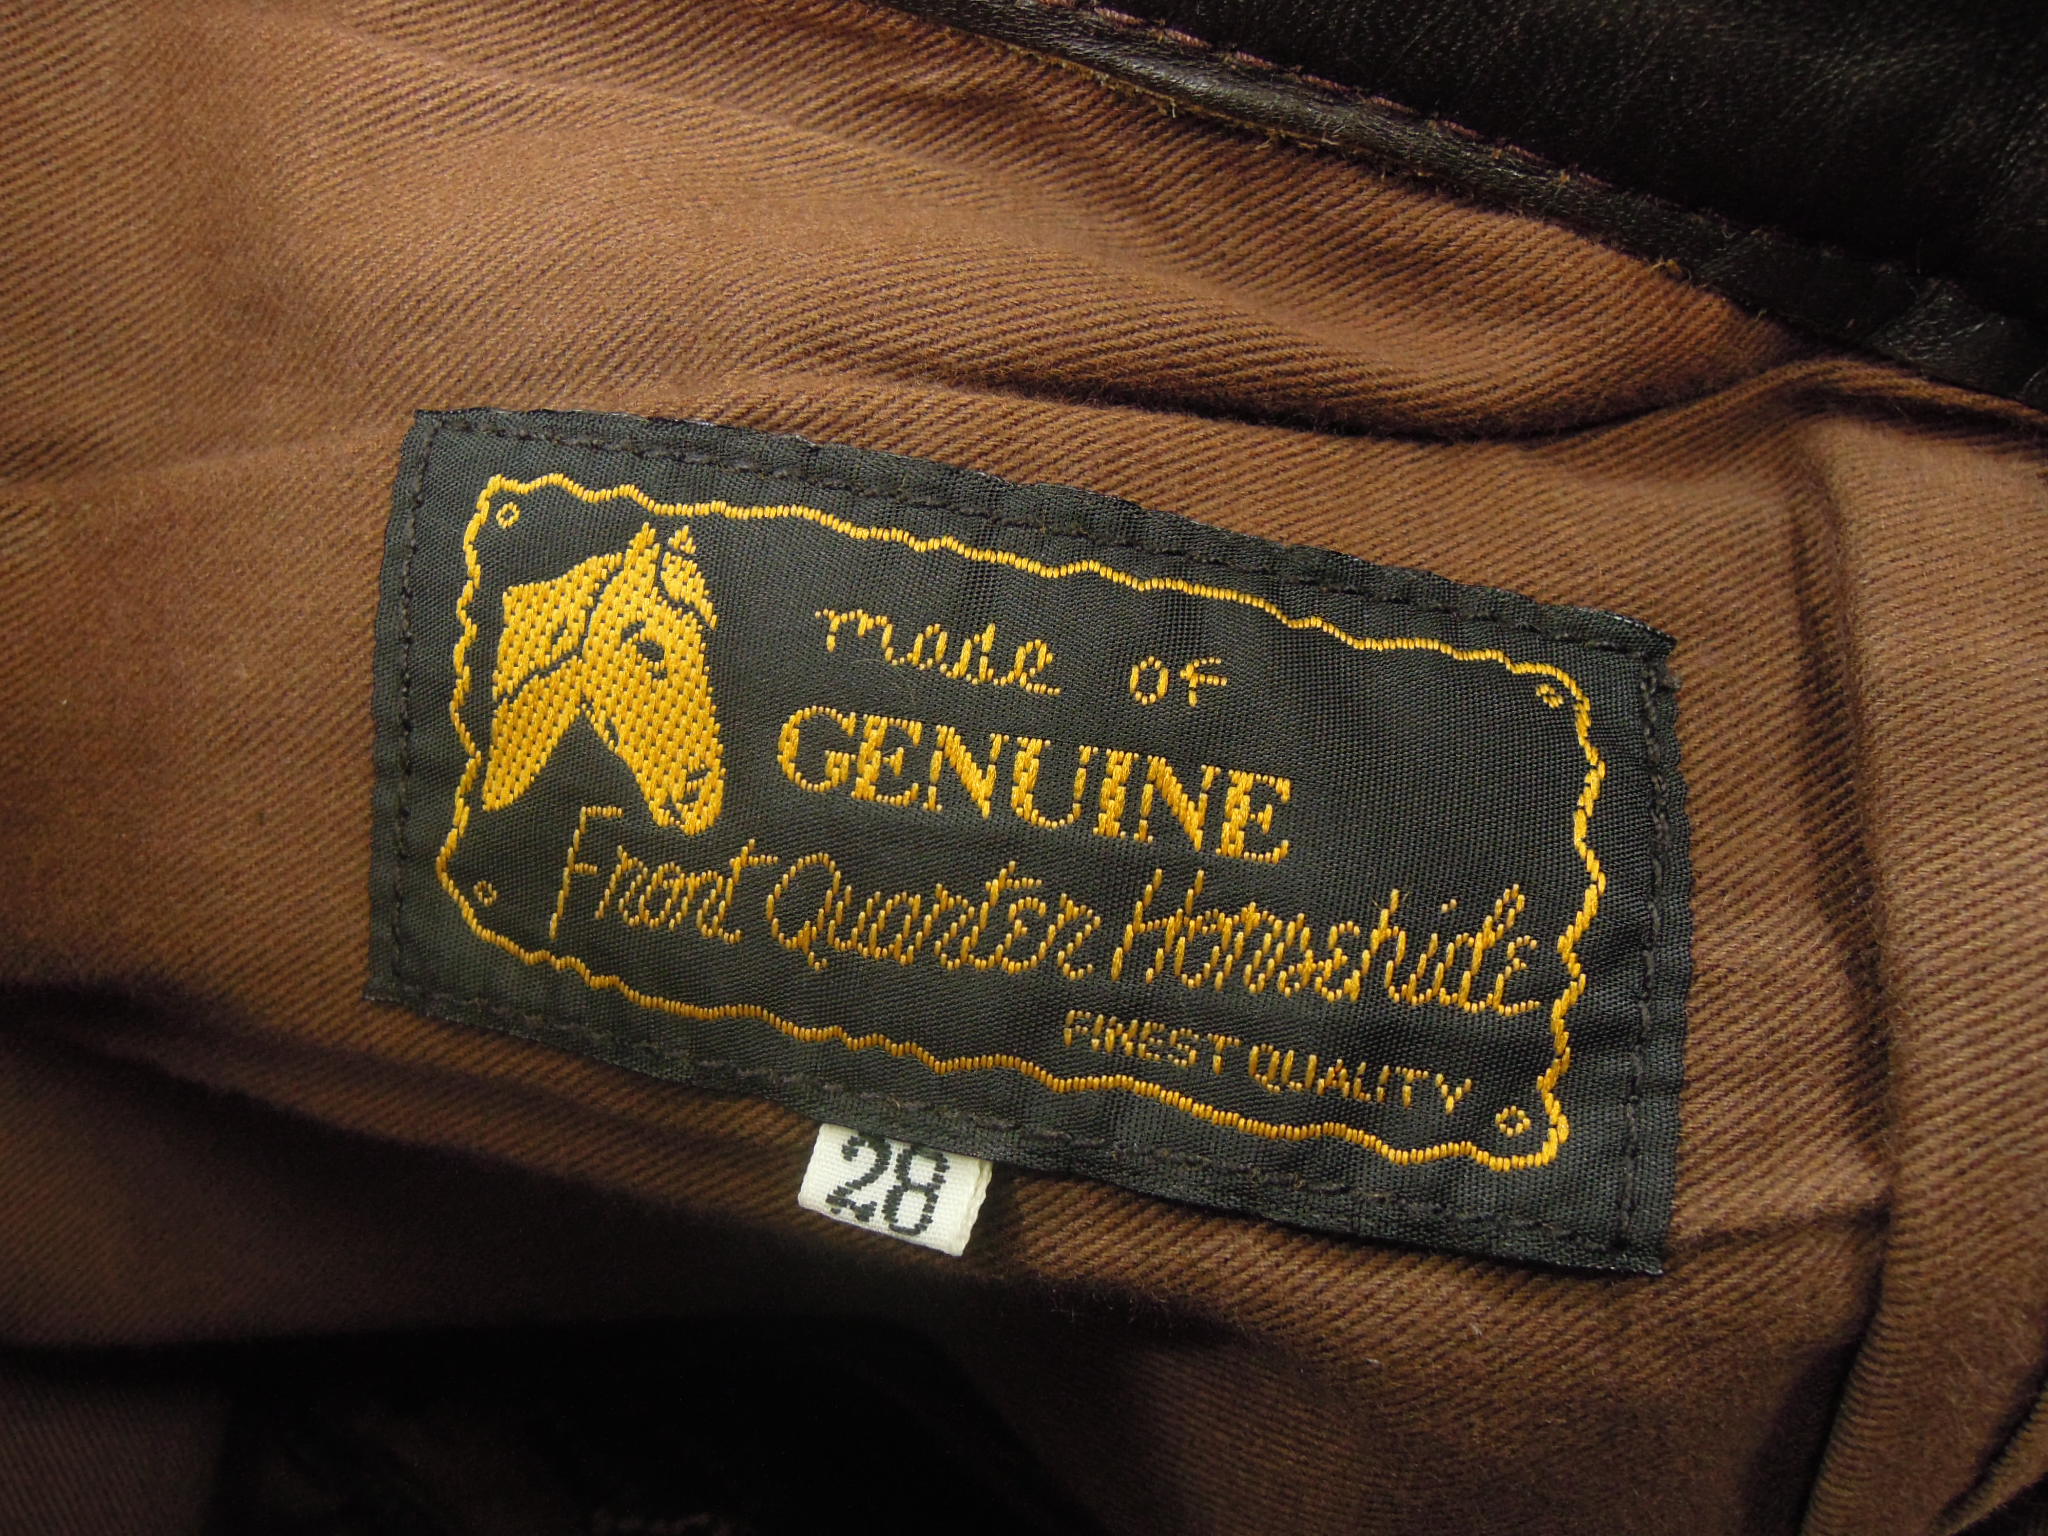 made of
GENUINE
Front Quarter Horsehide
FINEST QUALITY
28